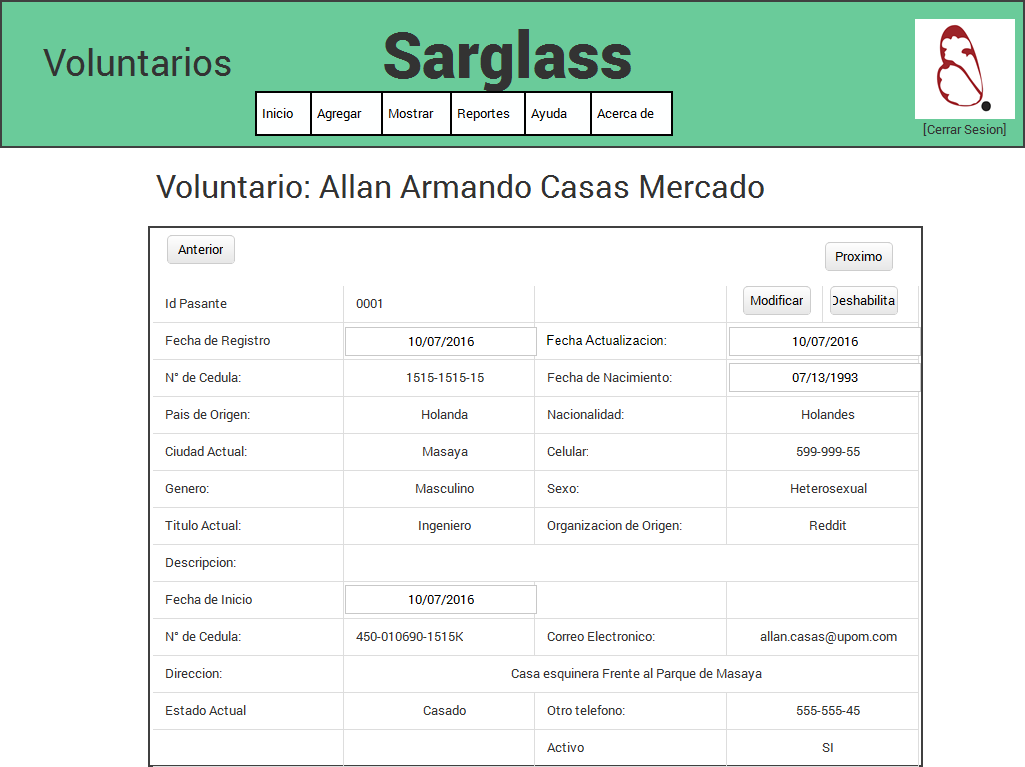 Voluntarios
Sarglass
Inicio Agregar Mostrar Reportes Ayuda Acerca de
[Cerrar Sesion]
Voluntario: Allan Armando Casas Mercado
Anterior
Proximo
Id Pasante 0001 Modificar Deshabilita
Fecha de Registro 10/07/2016 Fecha Actualizacion: 10/07/2016
N° de Cedula: 1515-1515-15 Fecha de Nacimiento: 07/13/1993
Pais de Origen: Holanda Nacionalidad: Holandes
Ciudad Actual: Masaya Celular: 599-999-55
Genero: Masculino Sexo: Heterosexual
Titulo Actual: Ingeniero Organizacion de Origen: Reddit
Descripcion:
Fecha de Inicio 10/07/2016
N° de Cedula: 450-010690-1515K Correo Electronico: allan.casas@upom.com
Direccion: Casa esquinera Frente al Parque de Masaya
Estado Actual Casado Otro telefono: 555-555-45
Activo SI